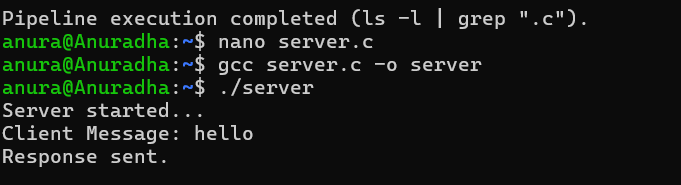 Pipeline execution completed (ls -l | grep ".c").
anura@Anuradha:~$ nano server.c
anura@Anuradha:~$ gcc server.c -o server
anura@Anuradha:~$ ./server
Server started...
Client Message: hello
Response sent.